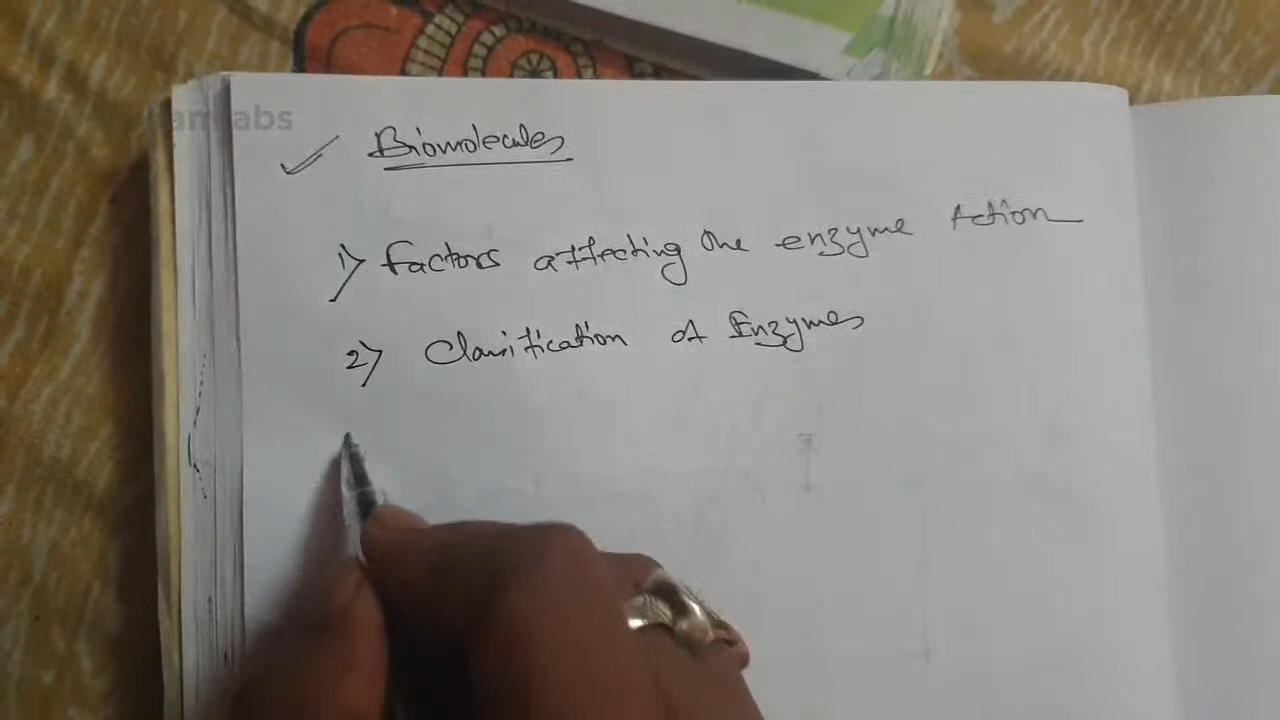 Biomolecules
1) Factors affecting the enzyme Action
2) Classification of Enzymes